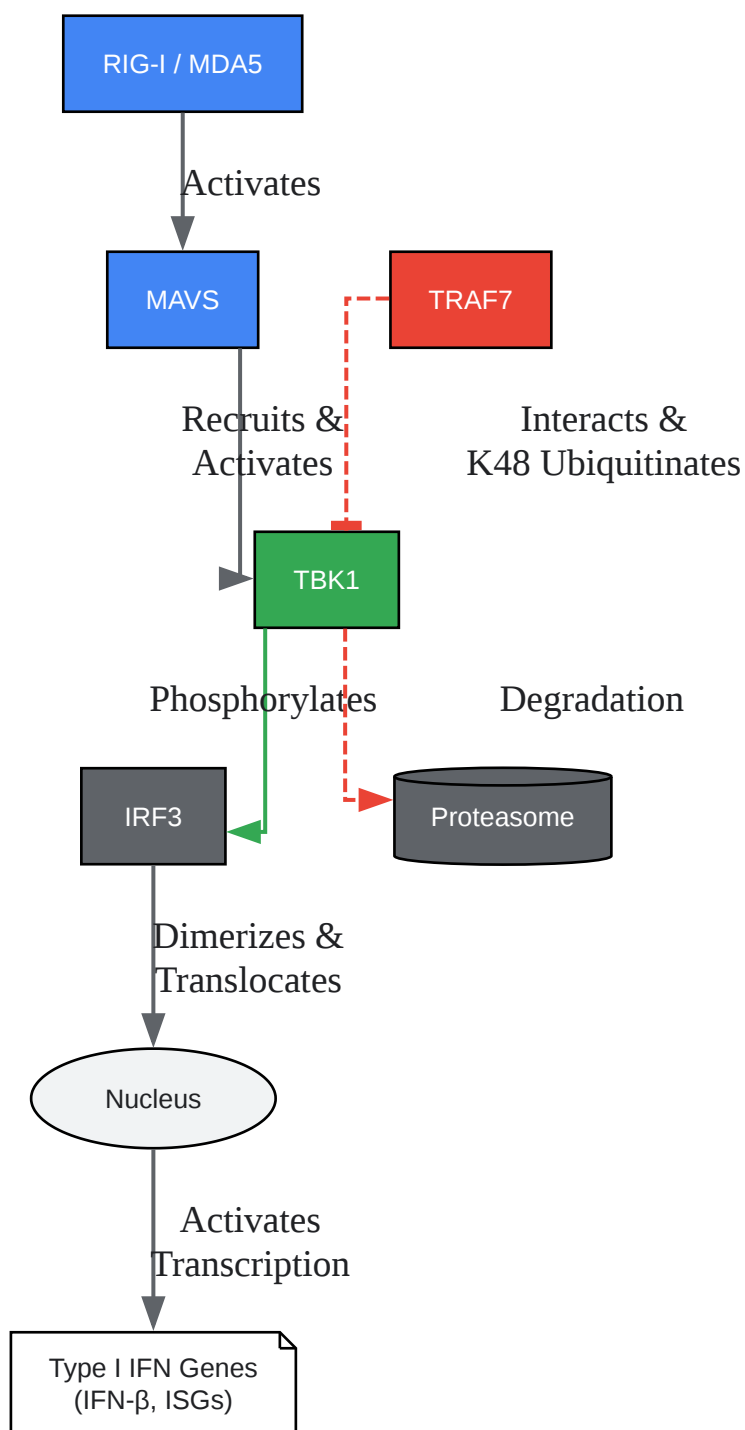 RIG-I / MDA5
Activates
MAVS
TRAF7
Recruits &
Activates
Interacts &
K48 Ubiquitinates
TBK1
Phosphorylates
Degradation
IRF3
Proteasome
Dimerizes &
Translocates
Nucleus
Activates
Transcription
Type I IFN Genes
(IFN-β, ISGs)